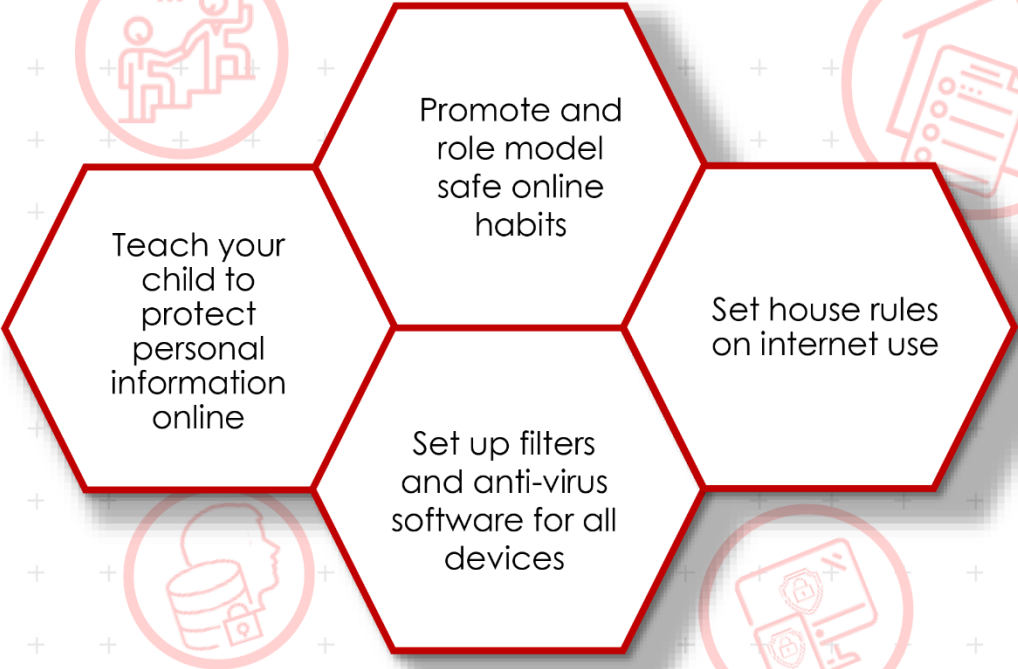 Promote and
role model
safe online
habits
Teach your
child to
protect
personal
information
online
Set house rules
on internet use
Set up filters
and anti-virus
software for all
devices